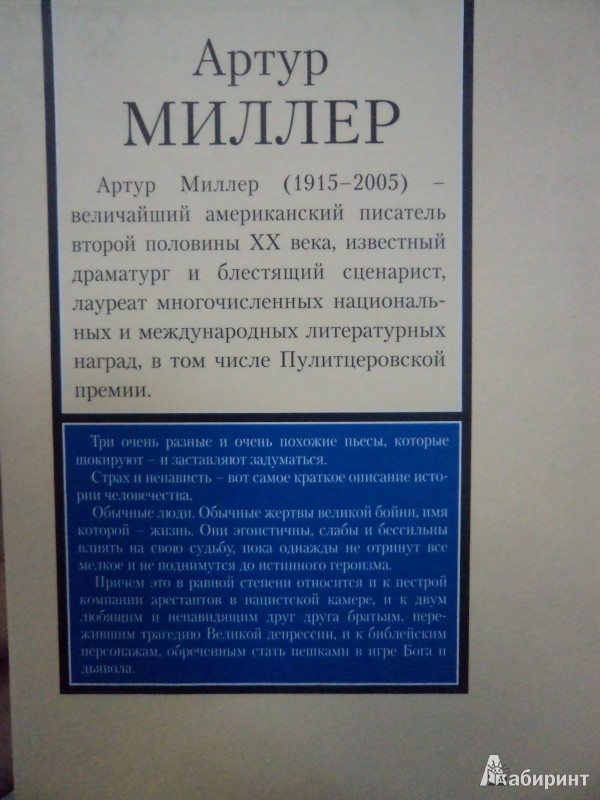 Артур
МИЛЛЕР
Артур Миллер (1915–2005) –
величайший американский писатель
второй половины XX века, известный
драматург и блестящий сценарист,
лауреат многочисленных националь-
ных и международных литературных
наград, в том числе Пулитцеровской
премии.
Три очень разные и очень похожие пьесы, которые
шокируют – и заставляют задуматься.
Страх и ненависть – вот самое краткое описание исто-
рии человечества.
Обычные люди. Обычные жертвы великой бойни, имя
которой – жизнь. Они эгоистичны, слабы и бессильны
влиять на свою судьбу, пока однажды не отринут все
мелкое и не поднимутся до истинного героизма.
Причем это в равной степени относится и к пестрой
компании арестантов в нацистской камере, и к двум
любящим и ненавидящим друг друга братьям, пере-
жившим трагедию Великой депрессии, и к библейским
персонажам, обреченным стать пешками в игре Бога и
дьявола.
Лабиринт